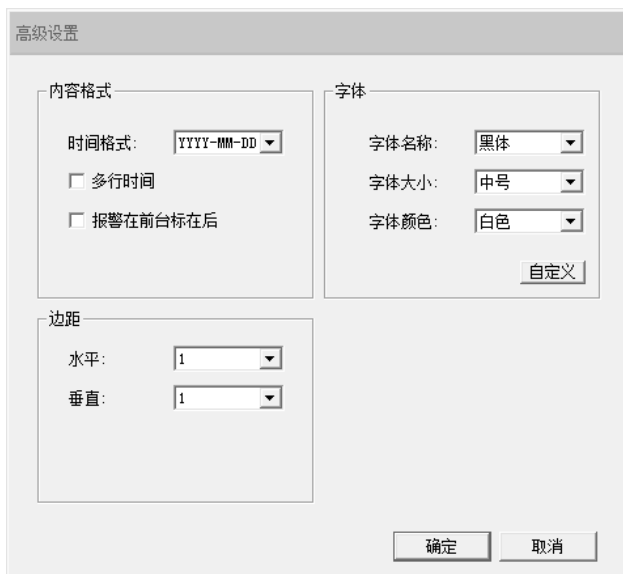 高级设置
内容格式
时间格式: YYYY-MM-DD
多行时间
报警在前台标在后
字体
字体名称: 黑体
字体大小: 中号
字体颜色: 白色
自定义
边距
水平: 1
垂直: 1
确定 取消